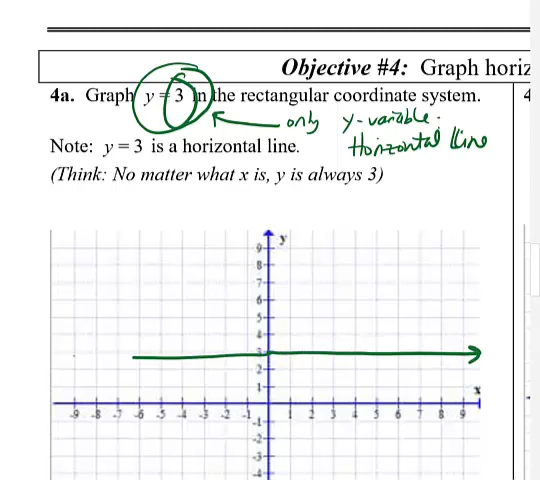 Objective #4: Graph horiz
4a. Graph y = 3 in the rectangular coordinate system.
4
only y-variable.
Note: y = 3 is a horizontal line.
Horizontal Line
(Think: No matter what x is, y is always 3)
y
9
8
7
6
5
4
3
2
1
x
-9 -8 -7 -6 -5 -4 -3 -2 -1 1 2 3 4 5 6 7 8 9
-1
-2
-3
-4